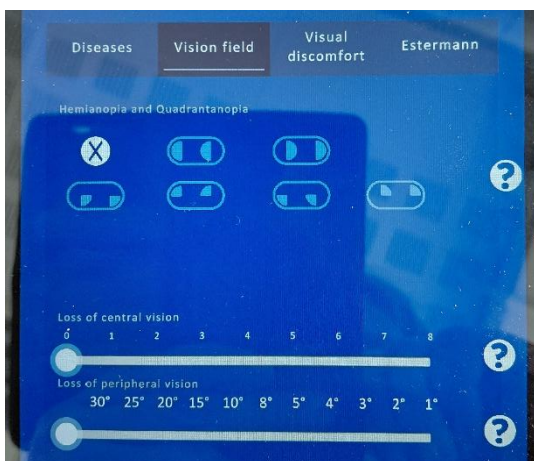 Diseases
Vision field
Visual
discomfort
Estermann
Hemianopia and Quadrantanopia
X
?
Loss of central vision
0 1 2 3 4 5 6 7 8
?
Loss of peripheral vision
30° 25° 20° 15° 10° 8° 5° 4° 3° 2° 1°
?